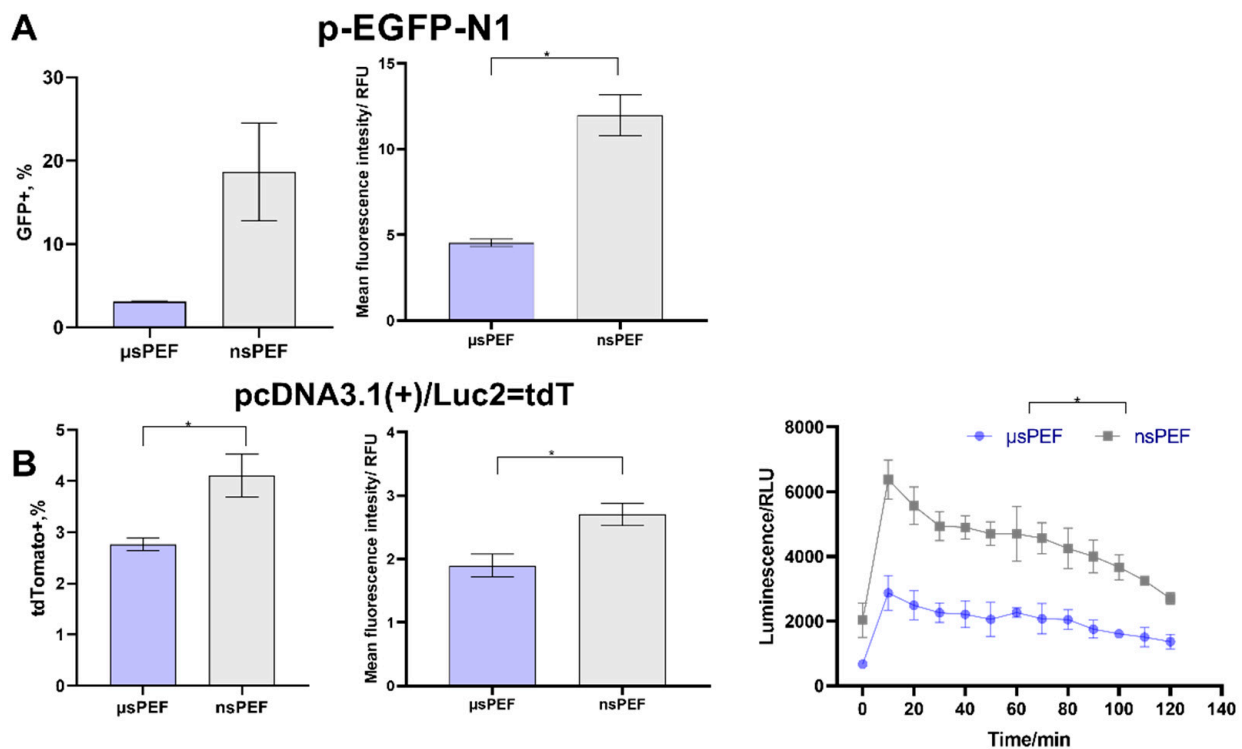 A
p-EGFP-N1
GFP+, %
30
20
10
0
µsPEF
nsPEF
Mean fluorescence intesity/ RFU
15
10
5
0
*
µsPEF
nsPEF
pcDNA3.1(+)/Luc2=tdT
B
tdTomato+,%
5
4
3
2
1
0
*
µsPEF
nsPEF
Mean fluorescence intesity/ RFU
4
3
2
1
0
*
µsPEF
nsPEF
*
µsPEF nsPEF
Luminescence/RLU
8000
6000
4000
2000
0
0 20 40 60 80 100 120 140
Time/min